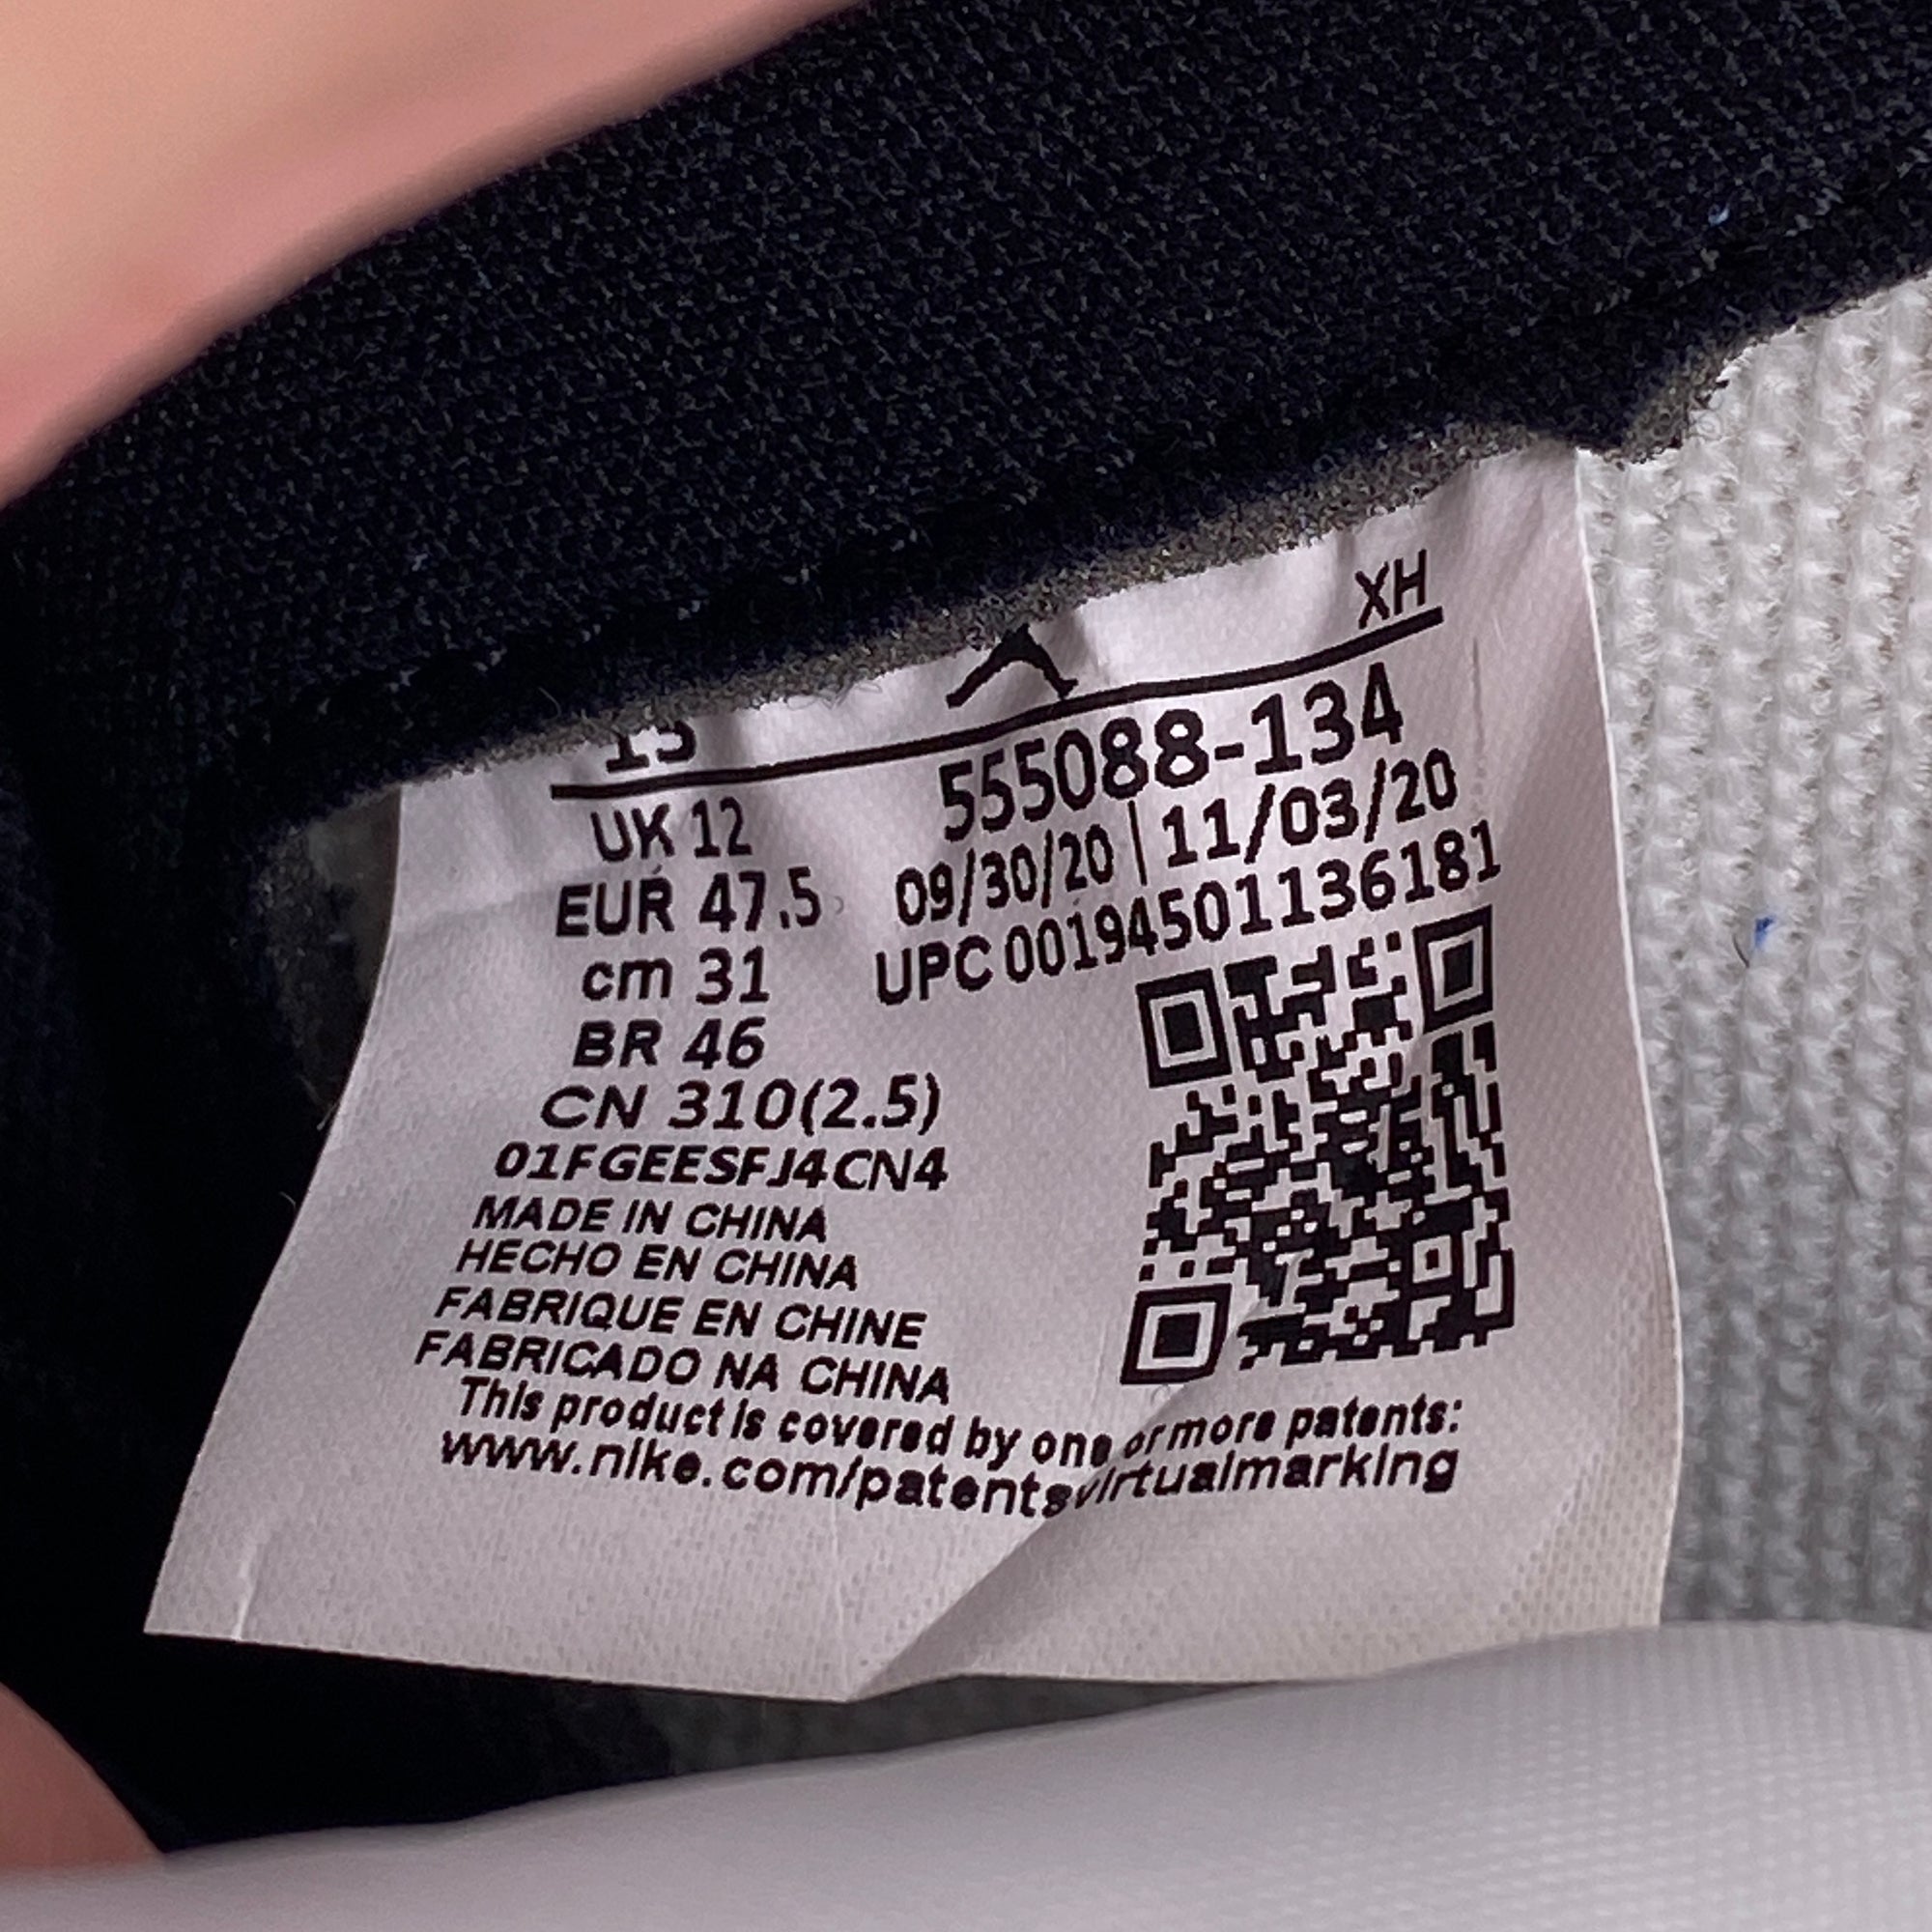 XH
13
555088-134
UK 12
09/30/20 | 11/03/20
EUR 47.5
UPC 00194501136181
cm 31
BR 46
CN 310(2.5)
01FGEESFJ4CN4
MADE IN CHINA
HECHO EN CHINA
FABRIQUE EN CHINE
FABRICADO NA CHINA
This product is covered by one or more patents:
www.nike.com/patentsvirtualmarking